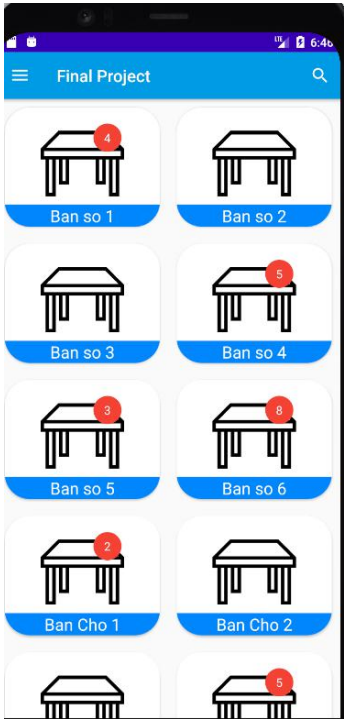 LTE 6:46
Final Project
4
Ban so 1
Ban so 2
Ban so 3
5
Ban so 4
3
Ban so 5
8
Ban so 6
2
Ban Cho 1
Ban Cho 2
5